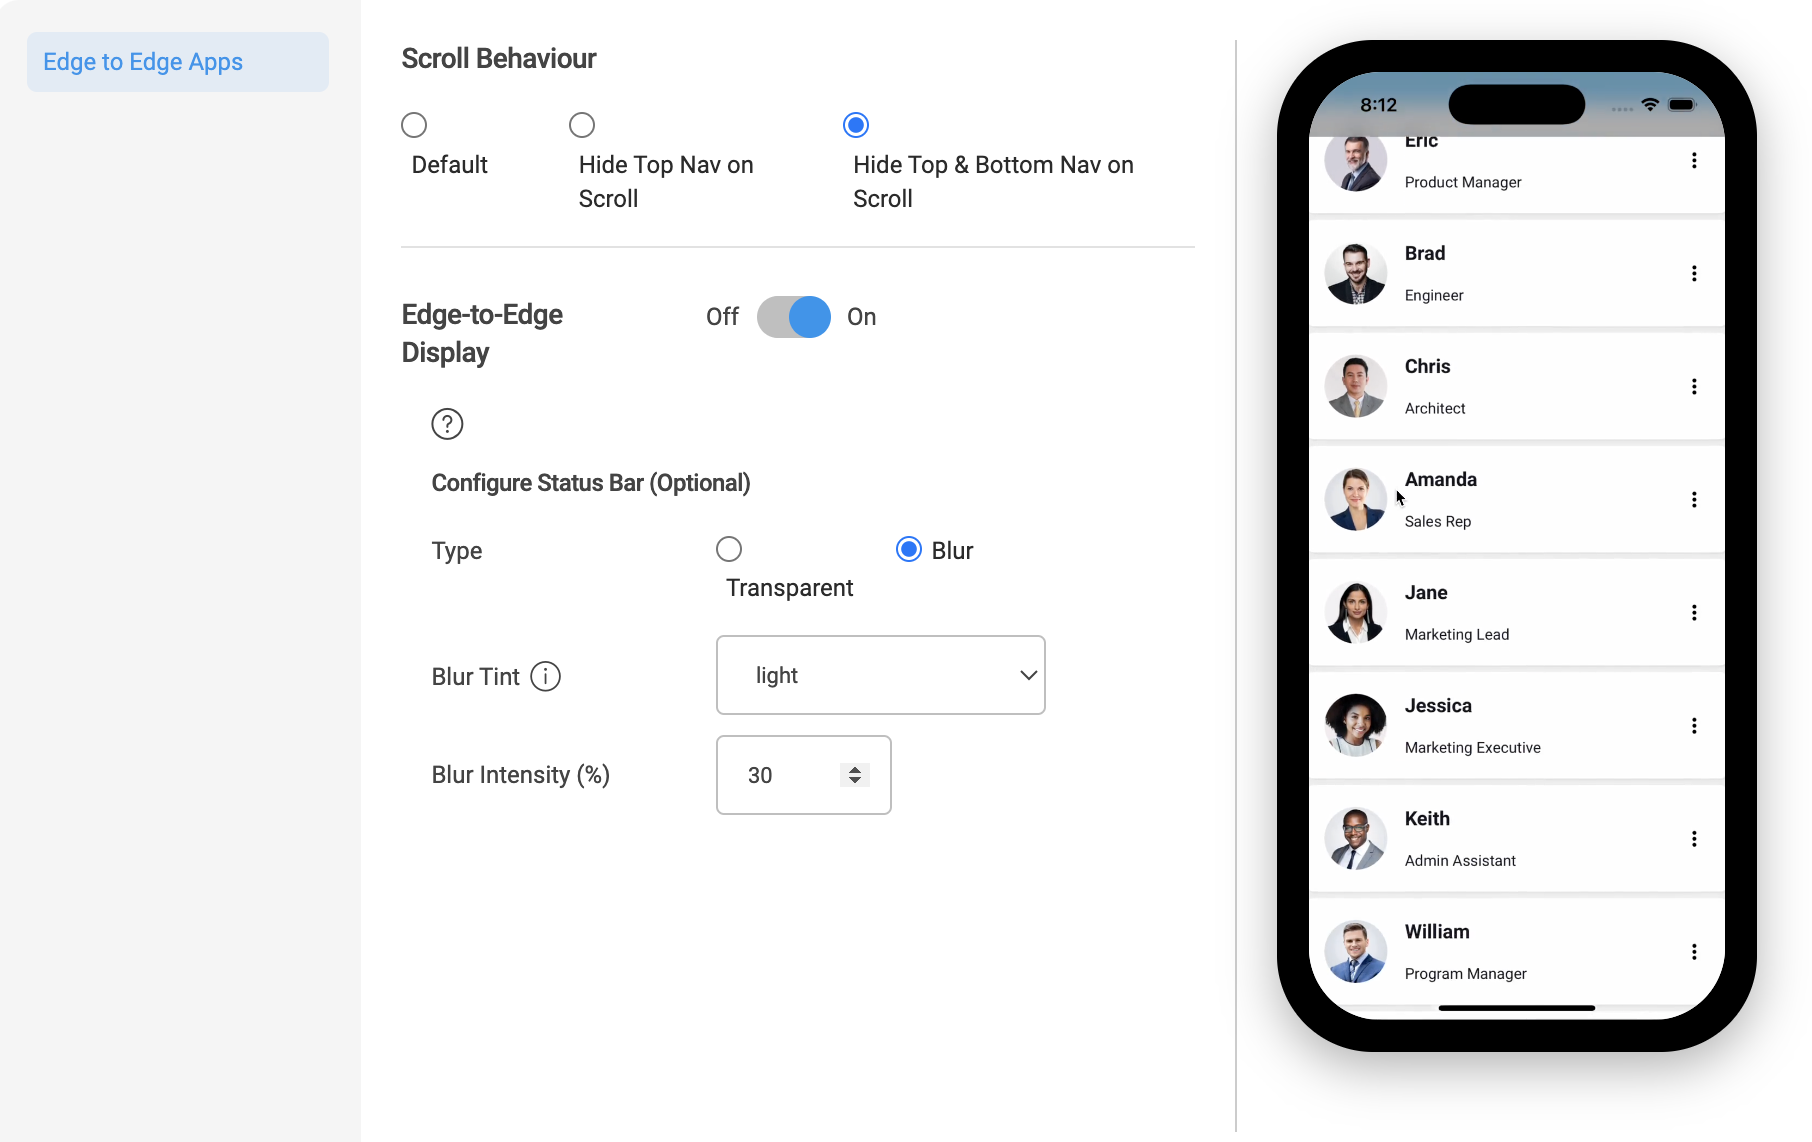 Edge to Edge Apps
Scroll Behaviour
Default
Hide Top Nav on
Scroll
Hide Top & Bottom Nav on
Scroll
Edge-to-Edge
Display
Off
On
?
Configure Status Bar (Optional)
Type
Transparent
Blur
Blur Tint
i
light
Blur Intensity (%)
30
8:12
Eric
Product Manager
Brad
Engineer
Chris
Architect
Amanda
Sales Rep
Jane
Marketing Lead
Jessica
Marketing Executive
Keith
Admin Assistant
William
Program Manager